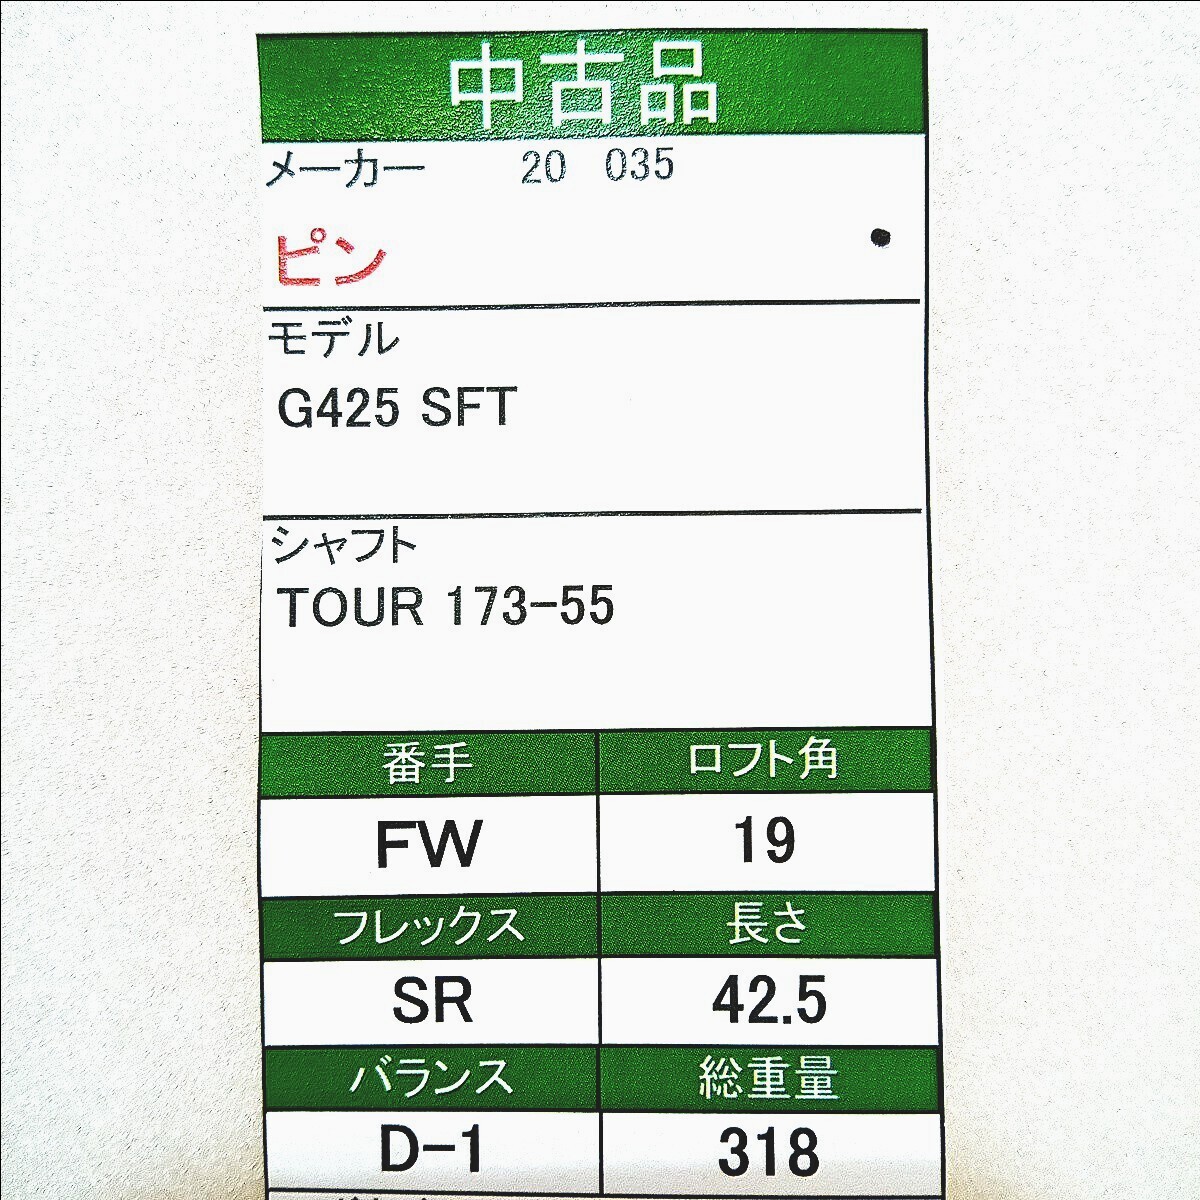 中古品
メーカー 20 035
ピン
モデル
G425 SFT
シャフト
TOUR 173-55
番手 ロフト角
FW 19
フレックス 長さ
SR 42.5
バランス 総重量
D-1 318